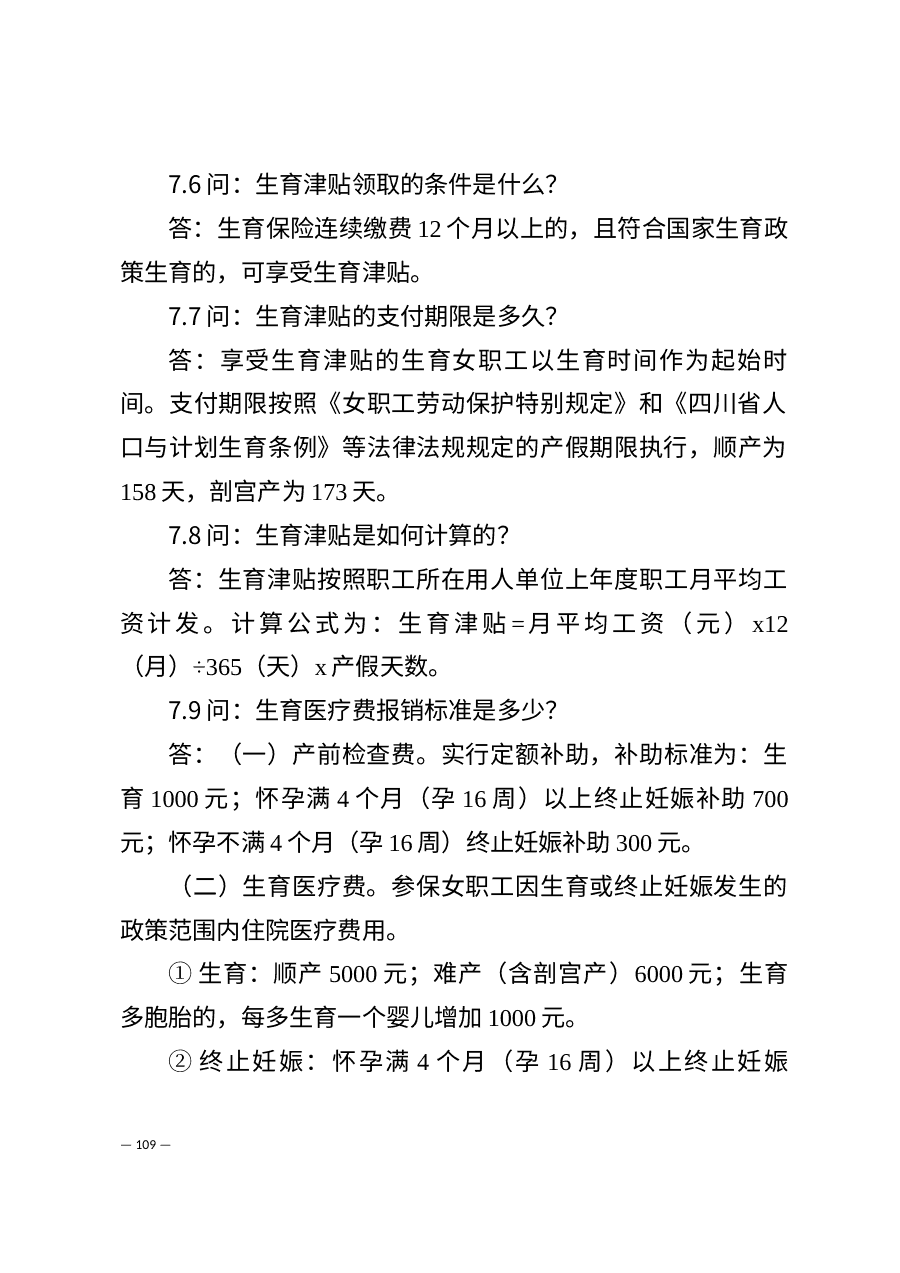 7.6 问：生育津贴领取的条件是什么？
答：生育保险连续缴费 12 个月以上的，且符合国家生育政
策生育的，可享受生育津贴。
7.7 问：生育津贴的支付期限是多久？
答：享受生育津贴的生育女职工以生育时间作为起始时
间。支付期限按照《女职工劳动保护特别规定》和《四川省人
口与计划生育条例》等法律法规规定的产假期限执行，顺产为
158 天，剖宫产为 173 天。
7.8 问：生育津贴是如何计算的？
答：生育津贴按照职工所在用人单位上年度职工月平均工
资计发。计算公式为：生育津贴=月平均工资（元）x12
（月）÷365（天）x 产假天数。
7.9 问：生育医疗费报销标准是多少？
答：（一）产前检查费。实行定额补助，补助标准为：生
育 1000 元；怀孕满 4 个月（孕 16 周）以上终止妊娠补助 700
元；怀孕不满 4 个月（孕 16 周）终止妊娠补助 300 元。
（二）生育医疗费。参保女职工因生育或终止妊娠发生的
政策范围内住院医疗费用。
① 生育：顺产 5000 元；难产（含剖宫产）6000 元；生育
多胞胎的，每多生育一个婴儿增加 1000 元。
② 终止妊娠：怀孕满 4 个月（孕 16 周）以上终止妊娠
— 109 —